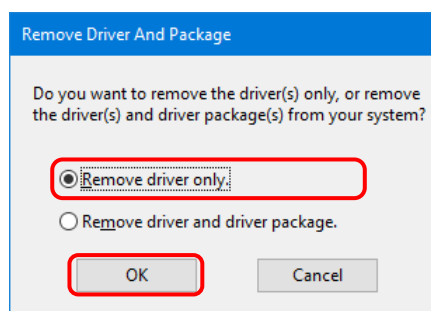 Remove Driver And Package
Do you want to remove the driver(s) only, or remove
the driver(s) and driver package(s) from your system?
Remove driver only.
Remove driver and driver package.
OK
Cancel